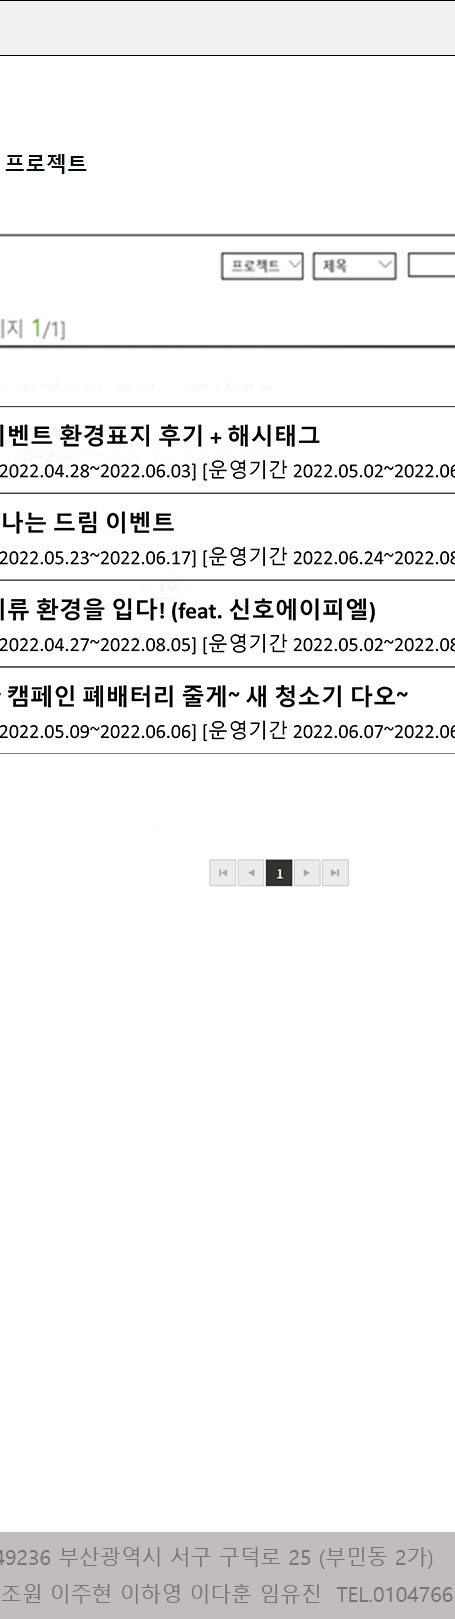 프로젝트
프로젝트 제목
지 1/1]
이벤트 환경표지 후기 + 해시태그
2022.04.28~2022.06.03] [운영기간 2022.05.02~2022.06
나는 드림 이벤트
2022.05.23~2022.06.17] [운영기간 2022.06.24~2022.08
류 환경을 입다! (feat. 신호에이피엘)
2022.04.27~2022.08.05] [운영기간 2022.05.02~2022.08
캠페인 폐배터리 줄게~ 새 청소기 다오~
2022.05.09~2022.06.06] [운영기간 2022.06.07~2022.06
1
49236 부산광역시 서구 구덕로 25 (부민동 2가)
조원 이주현 이하영 이다훈 임유진 TEL.0104766